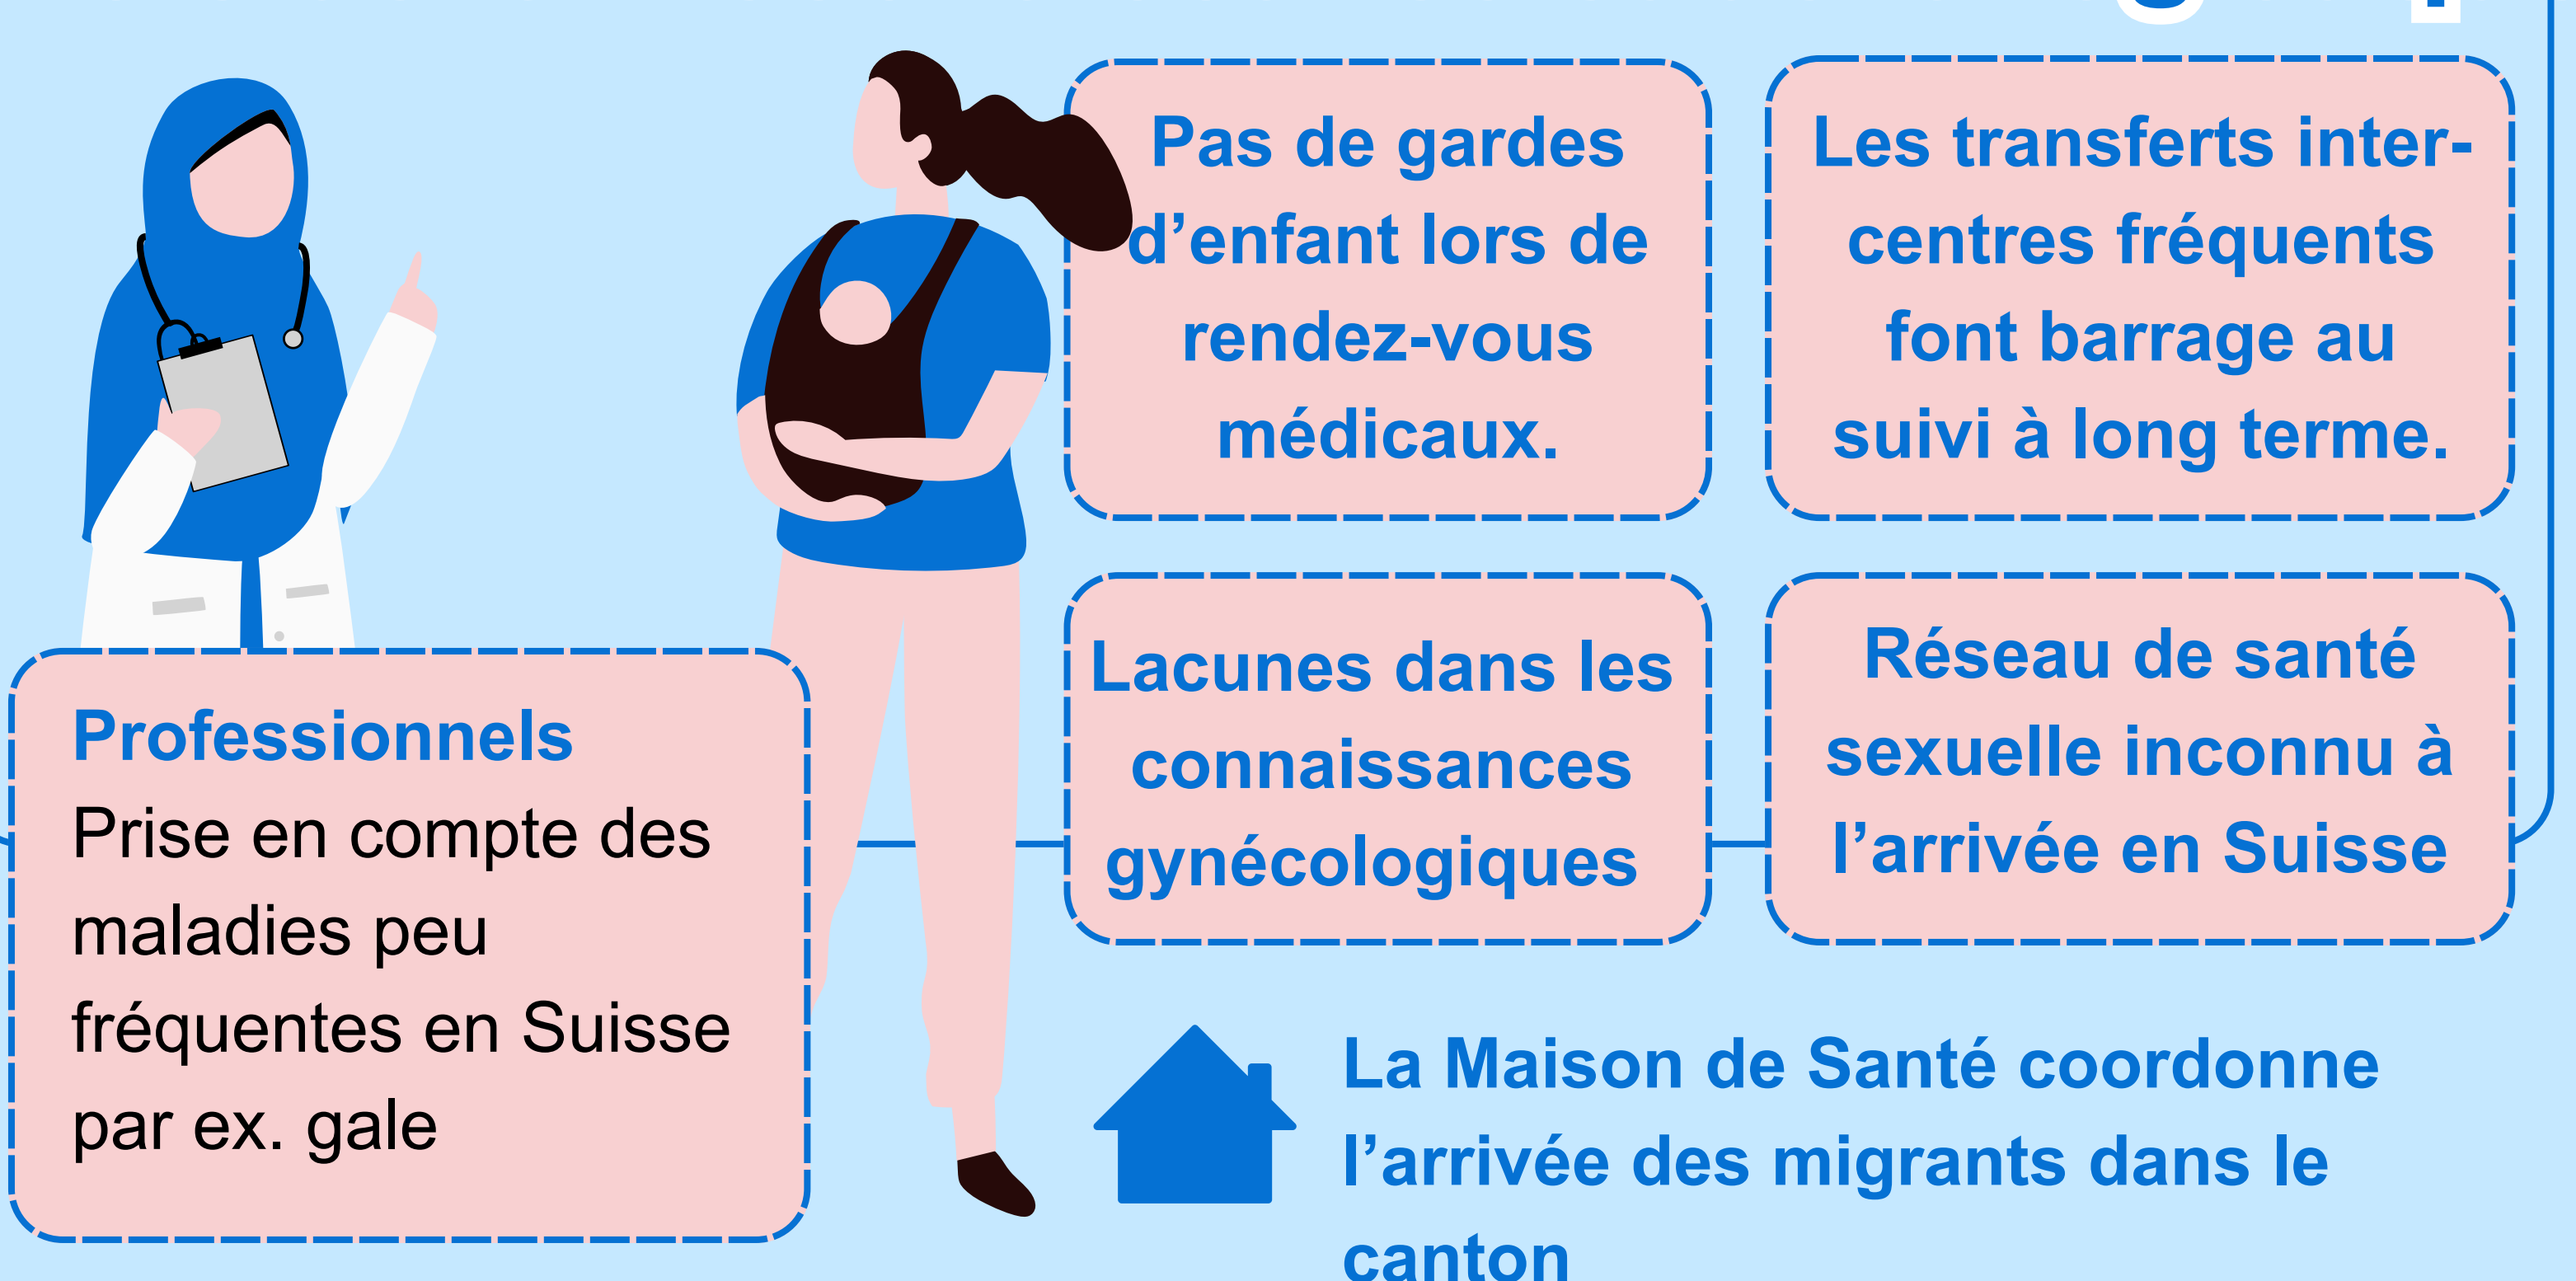 Pas de gardes
d’enfant lors de
rendez-vous
médicaux.
Les transferts inter-
centres fréquents
font barrage au
suivi à long terme.
Lacunes dans les
connaissances
gynécologiques
Réseau de santé
sexuelle inconnu à
l’arrivée en Suisse
Professionnels
Prise en compte des
maladies peu
fréquentes en Suisse
par ex. gale
La Maison de Santé coordonne
l’arrivée des migrants dans le
canton